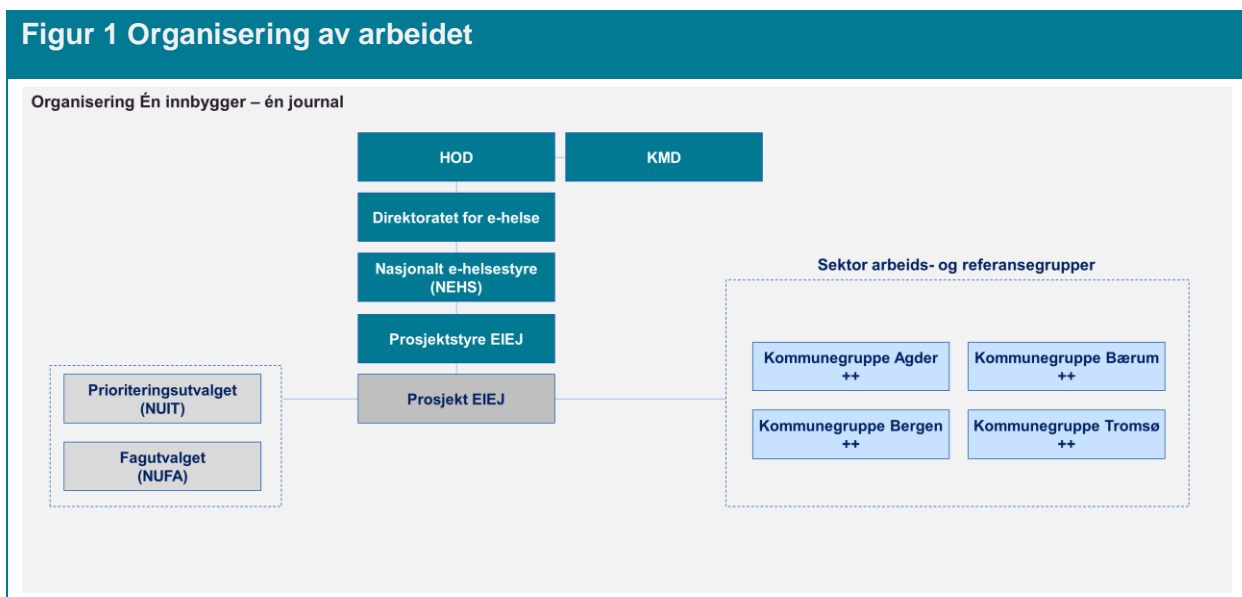 Figur 1 Organisering av arbeidet
Organisering Én innbygger – én journal
HOD
KMD
Direktoratet for e-helse
Nasjonalt e-helsestyre
(NEHS)
Prosjektstyre EIEJ
Prosjekt EIEJ
Prioriteringsutvalget
(NUIT)
Fagutvalget
(NUFA)
Sektor arbeids- og referansegrupper
Kommunegruppe Agder
++
Kommunegruppe Bærum
++
Kommunegruppe Bergen
++
Kommunegruppe Tromsø
++